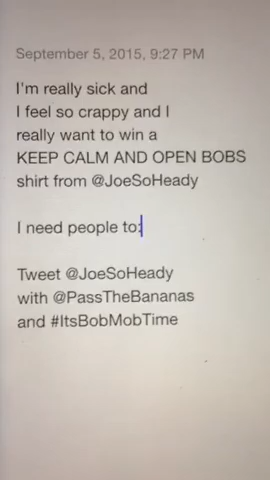 September 5, 2015, 9:27 PM
I'm really sick and
I feel so crappy and I
really want to win a
KEEP CALM AND OPEN BOBS
shirt from @JoeSoHeady
I need people to:
Tweet @JoeSoHeady
with @PassTheBananas
and #ItsBobMobTime